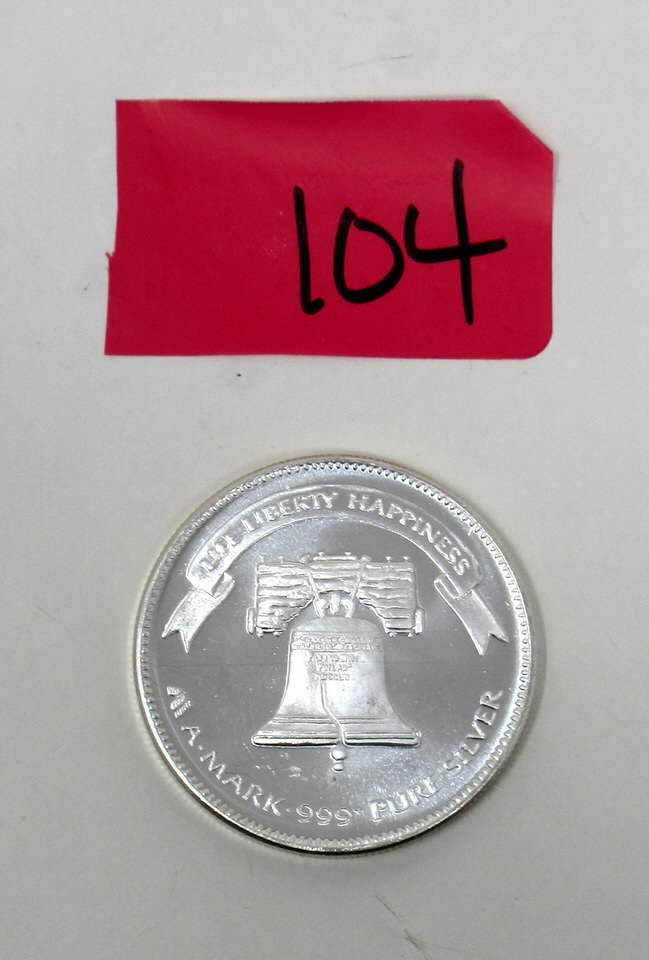 104
LIFE LIBERTY HAPPINESS
A-MARK·999+ PURE SILVER